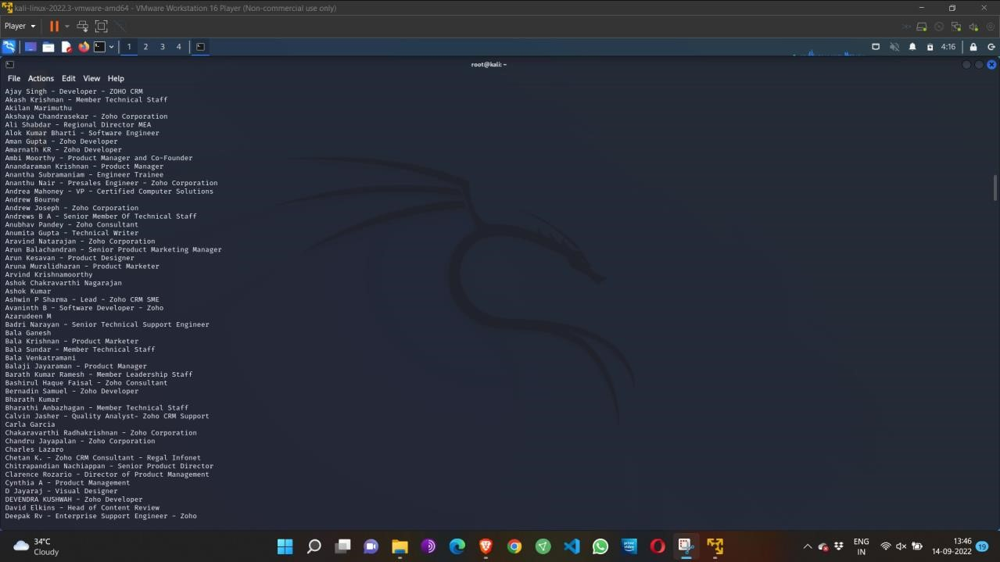 kali-linux-2022.3-vmware-amd64 - VMware Workstation 16 Player (Non-commercial use only)
Player
1 2 3 4
4:16
root@kali: ~
File Actions Edit View Help
Ajay Singh - Developer - ZOHO CRM
Akash Krishnan - Member Technical Staff
Akilan Marimuthu
Akshaya Chandrasekar - Zoho Corporation
Ali Shabdar - Regional Director MEA
Alok Kumar Bharti - Software Engineer
Aman Gupta - Zoho Developer
Amarnath KR - Zoho Developer
Ambi Moorthy - Product Manager and Co-Founder
Anandaraman Krishnan - Product Manager
Anantha Subramaniam - Engineer Trainee
Ananthu Nair - Presales Engineer - Zoho Corporation
Andrea Mahoney - VP - Certified Computer Solutions
Andrew Bourne
Andrew Joseph - Zoho Corporation
Andrews B A - Senior Member Of Technical Staff
Anubhav Pandey - Zoho Consultant
Anumita Gupta - Technical Writer
Aravind Natarajan - Zoho Corporation
Arun Balachandran - Senior Product Marketing Manager
Arun Kesavan - Product Designer
Aruna Muralidharan - Product Marketer
Arvind Krishnamoorthy
Ashok Chakravarthi Nagarajan
Ashok Kumar
Ashwin P Sharma - Lead - Zoho CRM SME
Avaninth B - Software Developer - Zoho
Azarudeen M
Badri Narayan - Senior Technical Support Engineer
Bala Ganesh
Bala Krishnan - Product Marketer
Bala Sundar - Member Technical Staff
Bala Venkatramani
Balaji Jayaraman - Product Manager
Barath Kumar Ramesh - Member Leadership Staff
Bashirul Haque Faisal - Zoho Consultant
Bernadin Samuel - Zoho Developer
Bharath Kumar
Bharathi Anbazhagan - Member Technical Staff
Calvin Jasher - Quality Analyst- Zoho CRM Support
Carla Garcia
Chakaravarthi Radhakrishnan - Zoho Corporation
Chandru Jayapalan - Zoho Corporation
Charles Lazaro
Chetan K. - Zoho CRM Consultant - Regal Infonet
Chitrapandian Nachiappan - Senior Product Director
Clarence Rozario - Director of Product Management
Cynthia A - Product Management
D Jayaraj - Visual Designer
DEVENDRA KUSHWAH - Zoho Developer
David Elkins - Head of Content Review
Deepak Rv - Enterprise Support Engineer - Zoho
34°C
Cloudy
prime video
ENG
IN
13:46
14-09-2022
19